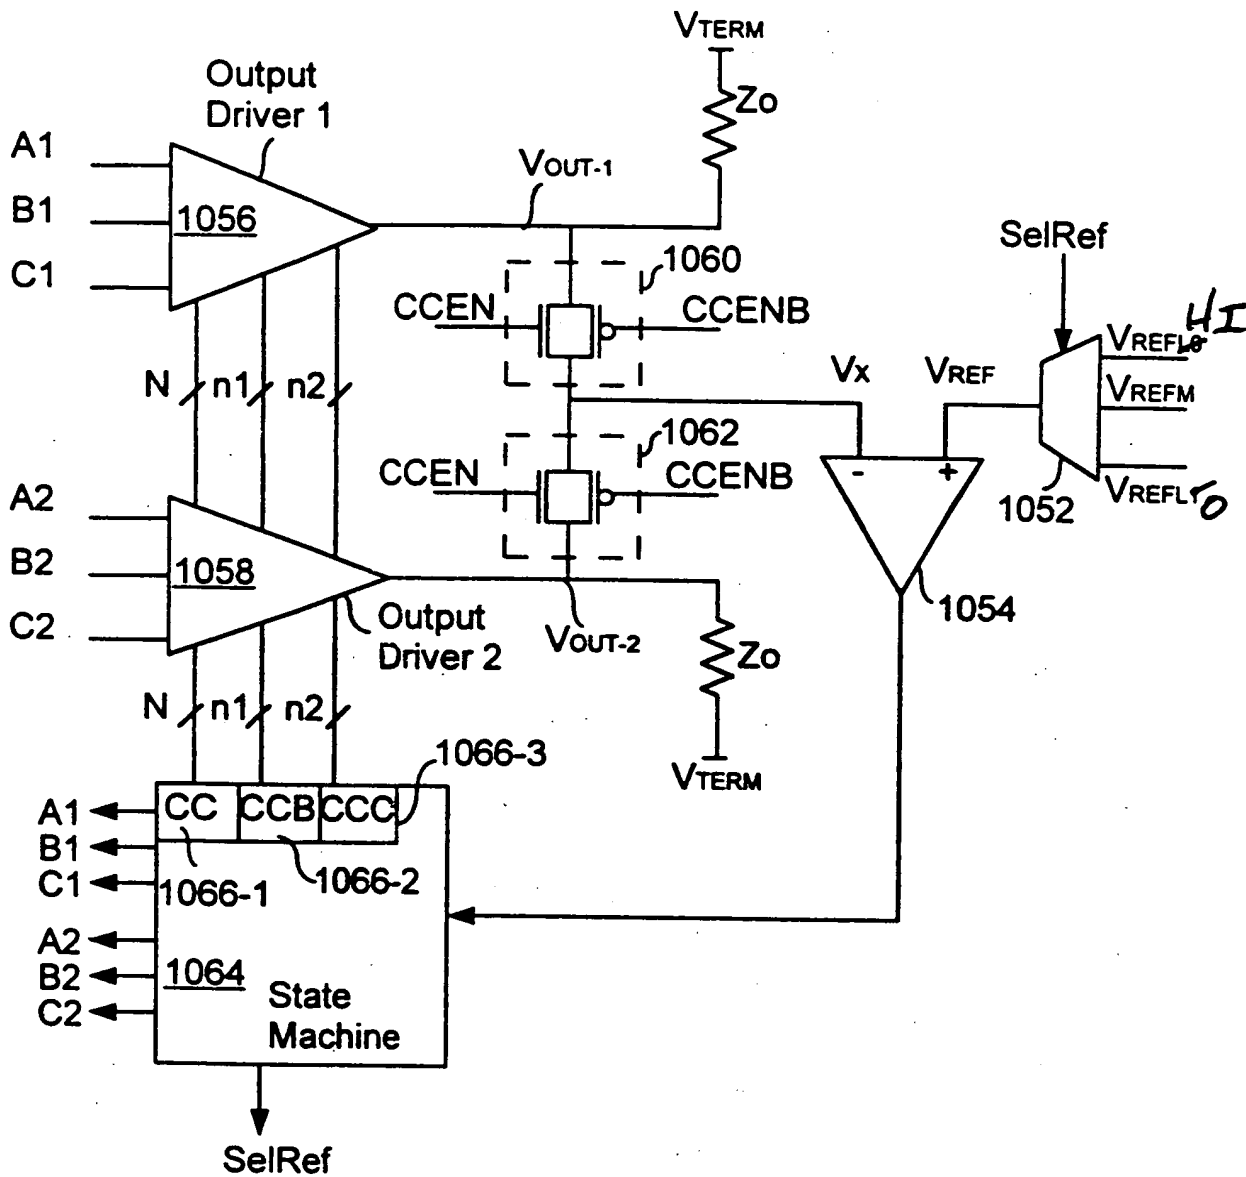 VTERM
Output
Driver 1
Zo
A1
B1
C1
1056
VOUT-1
SelRef
1060
CCEN
CCENB
HI
VREFL
VREFM
VREFL
O
N
n1
n2
VX
VREF
1062
CCEN
CCENB
-
+
1052
A2
B2
C2
1058
1054
Output
Driver 2
VOUT-2
Zo
N
n1
n2
1066-3
VTERM
A1
CC
CCB
CCC
B1
C1
1066-1
1066-2
A2
B2
C2
1064
State
Machine
SelRef